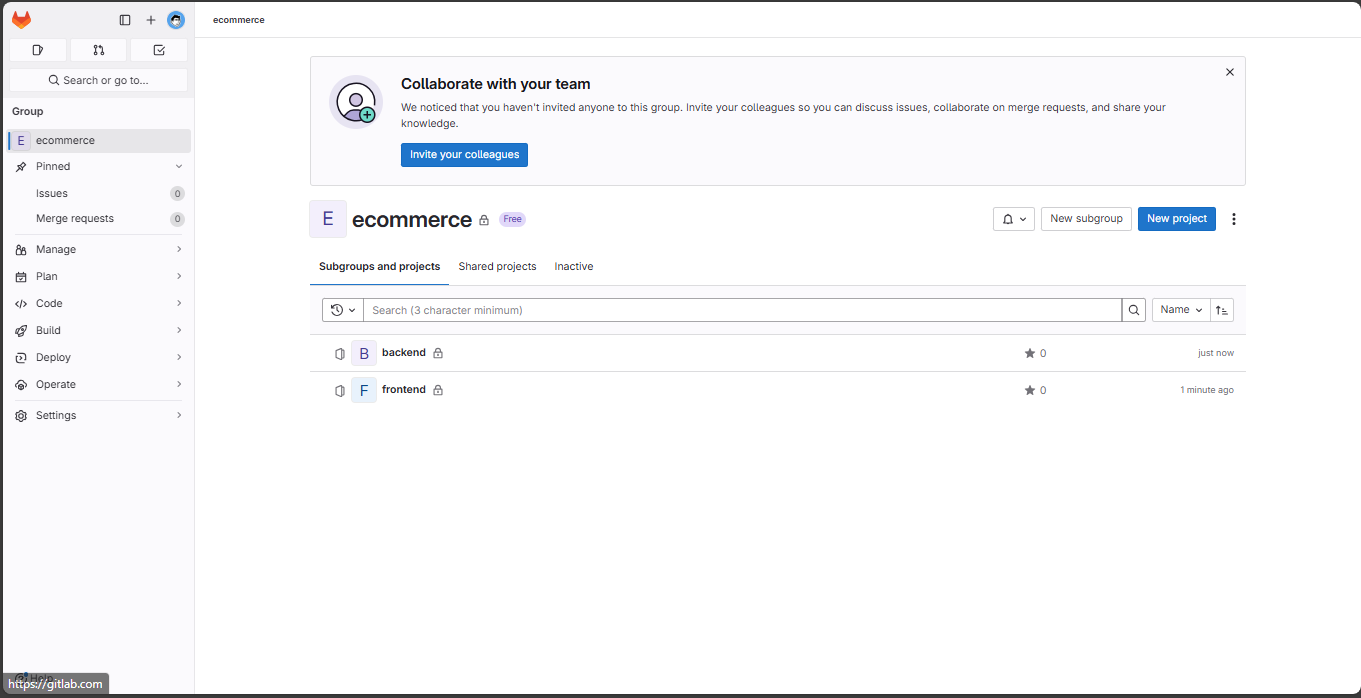 ecommerce
Search or go to...
Group
E ecommerce
Pinned
Issues 0
Merge requests 0
Manage
Plan
Code
Build
Deploy
Operate
Settings
Help
https://gitlab.com
Collaborate with your team
We noticed that you haven't invited anyone to this group. Invite your colleagues so you can discuss issues, collaborate on merge requests, and share your
knowledge.
Invite your colleagues
E ecommerce Free
New subgroup New project
Subgroups and projects Shared projects Inactive
Search (3 character minimum) Name
B backend 0 just now
F frontend 0 1 minute ago